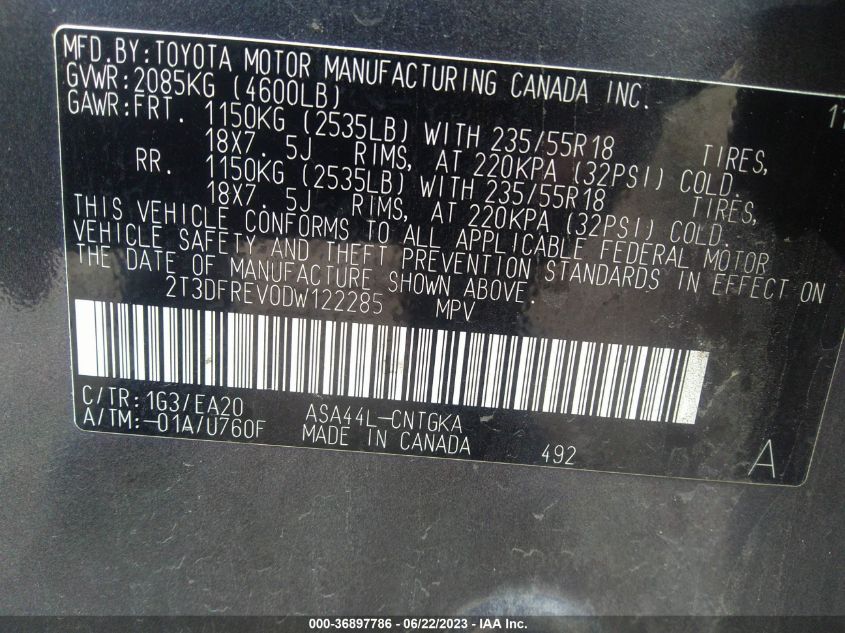 MFD.BY:TOYOTA MOTOR MANUFACTURING CANADA INC. 11
GVWR:2085KG (4600LB)
GAWR:FRT. 1150KG (2535LB) WITH 235/55R18 TIRES,
18X7. 5J RIMS, AT 220KPA (32PSI) COLD.
RR. 1150KG (2535LB) WITH 235/55R18 TIRES,
18X7. 5J RIMS, AT 220KPA (32PSI) COLD.
THIS VEHICLE CONFORMS TO ALL APPLICABLE FEDERAL MOTOR
VEHICLE SAFETY AND THEFT PREVENTION STANDARDS IN EFFECT ON
THE DATE OF MANUFACTURE SHOWN ABOVE.
2T3DFREV0DW122285 MPV
C/TR:1G3/EA20 ASA44L-CNTGKA
A/TM:-01A/U760F MADE IN CANADA 492 A
000-36897786 / 06/22/2023 - © IAA Inc.